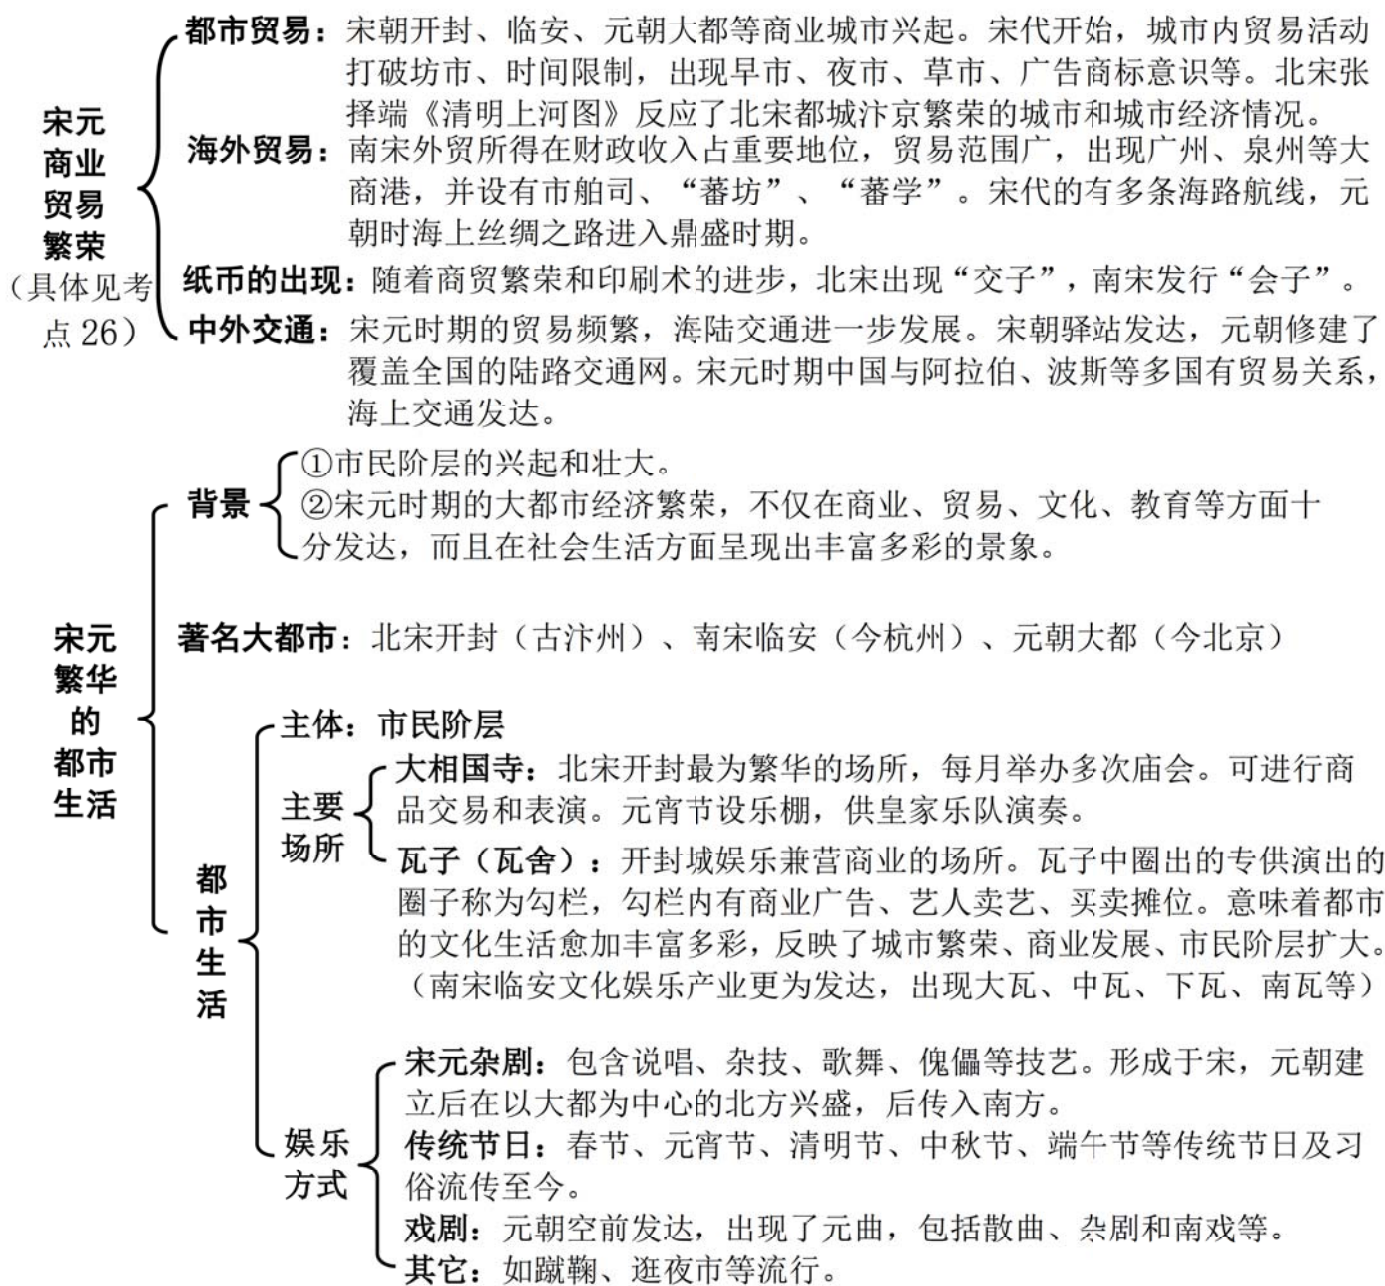 宋元
商业
贸易
繁荣
（具体见考
点 26）
都市贸易：宋朝开封、临安、元朝大都等商业城市兴起。宋代开始，城市内贸易活动
打破坊市、时间限制，出现早市、夜市、草市、广告商标意识等。北宋张
择端《清明上河图》反应了北宋都城汴京繁荣的城市和城市经济情况。
海外贸易：南宋外贸所得在财政收入占重要地位，贸易范围广，出现广州、泉州等大
商港，并设有市舶司、“蕃坊”、“蕃学”。宋代的有多条海路航线，元
朝时海上丝绸之路进入鼎盛时期。
纸币的出现：随着商贸繁荣和印刷术的进步，北宋出现“交子”，南宋发行“会子”。
中外交通：宋元时期的贸易频繁，海陆交通进一步发展。宋朝驿站发达，元朝修建了
覆盖全国的陆路交通网。宋元时期中国与阿拉伯、波斯等多国有贸易关系，
海上交通发达。
宋元
繁华
的
都市
生活
背景
①市民阶层的兴起和壮大。
②宋元时期的大都市经济繁荣，不仅在商业、贸易、文化、教育等方面十
分发达，而且在社会生活方面呈现出丰富多彩的景象。
著名大都市：北宋开封（古汴州）、南宋临安（今杭州）、元朝大都（今北京）
都
市
生
活
主体：市民阶层
主要
场所
大相国寺：北宋开封最为繁华的场所，每月举办多次庙会。可进行商
品交易和表演。元宵节设乐棚，供皇家乐队演奏。
瓦子（瓦舍）：开封城娱乐兼营商业的场所。瓦子中圈出的专供演出的
圈子称为勾栏，勾栏内有商业广告、艺人卖艺、买卖摊位。意味着都市
的文化生活愈加丰富多彩，反映了城市繁荣、商业发展、市民阶层扩大。
（南宋临安文化娱乐产业更为发达，出现大瓦、中瓦、下瓦、南瓦等）
娱乐
方式
宋元杂剧：包含说唱、杂技、歌舞、傀儡等技艺。形成于宋，元朝建
立后在以大都为中心的北方兴盛，后传入南方。
传统节日：春节、元宵节、清明节、中秋节、端午节等传统节日及习
俗流传至今。
戏剧：元朝空前发达，出现了元曲，包括散曲、杂剧和南戏等。
其它：如蹴鞠、逛夜市等流行。